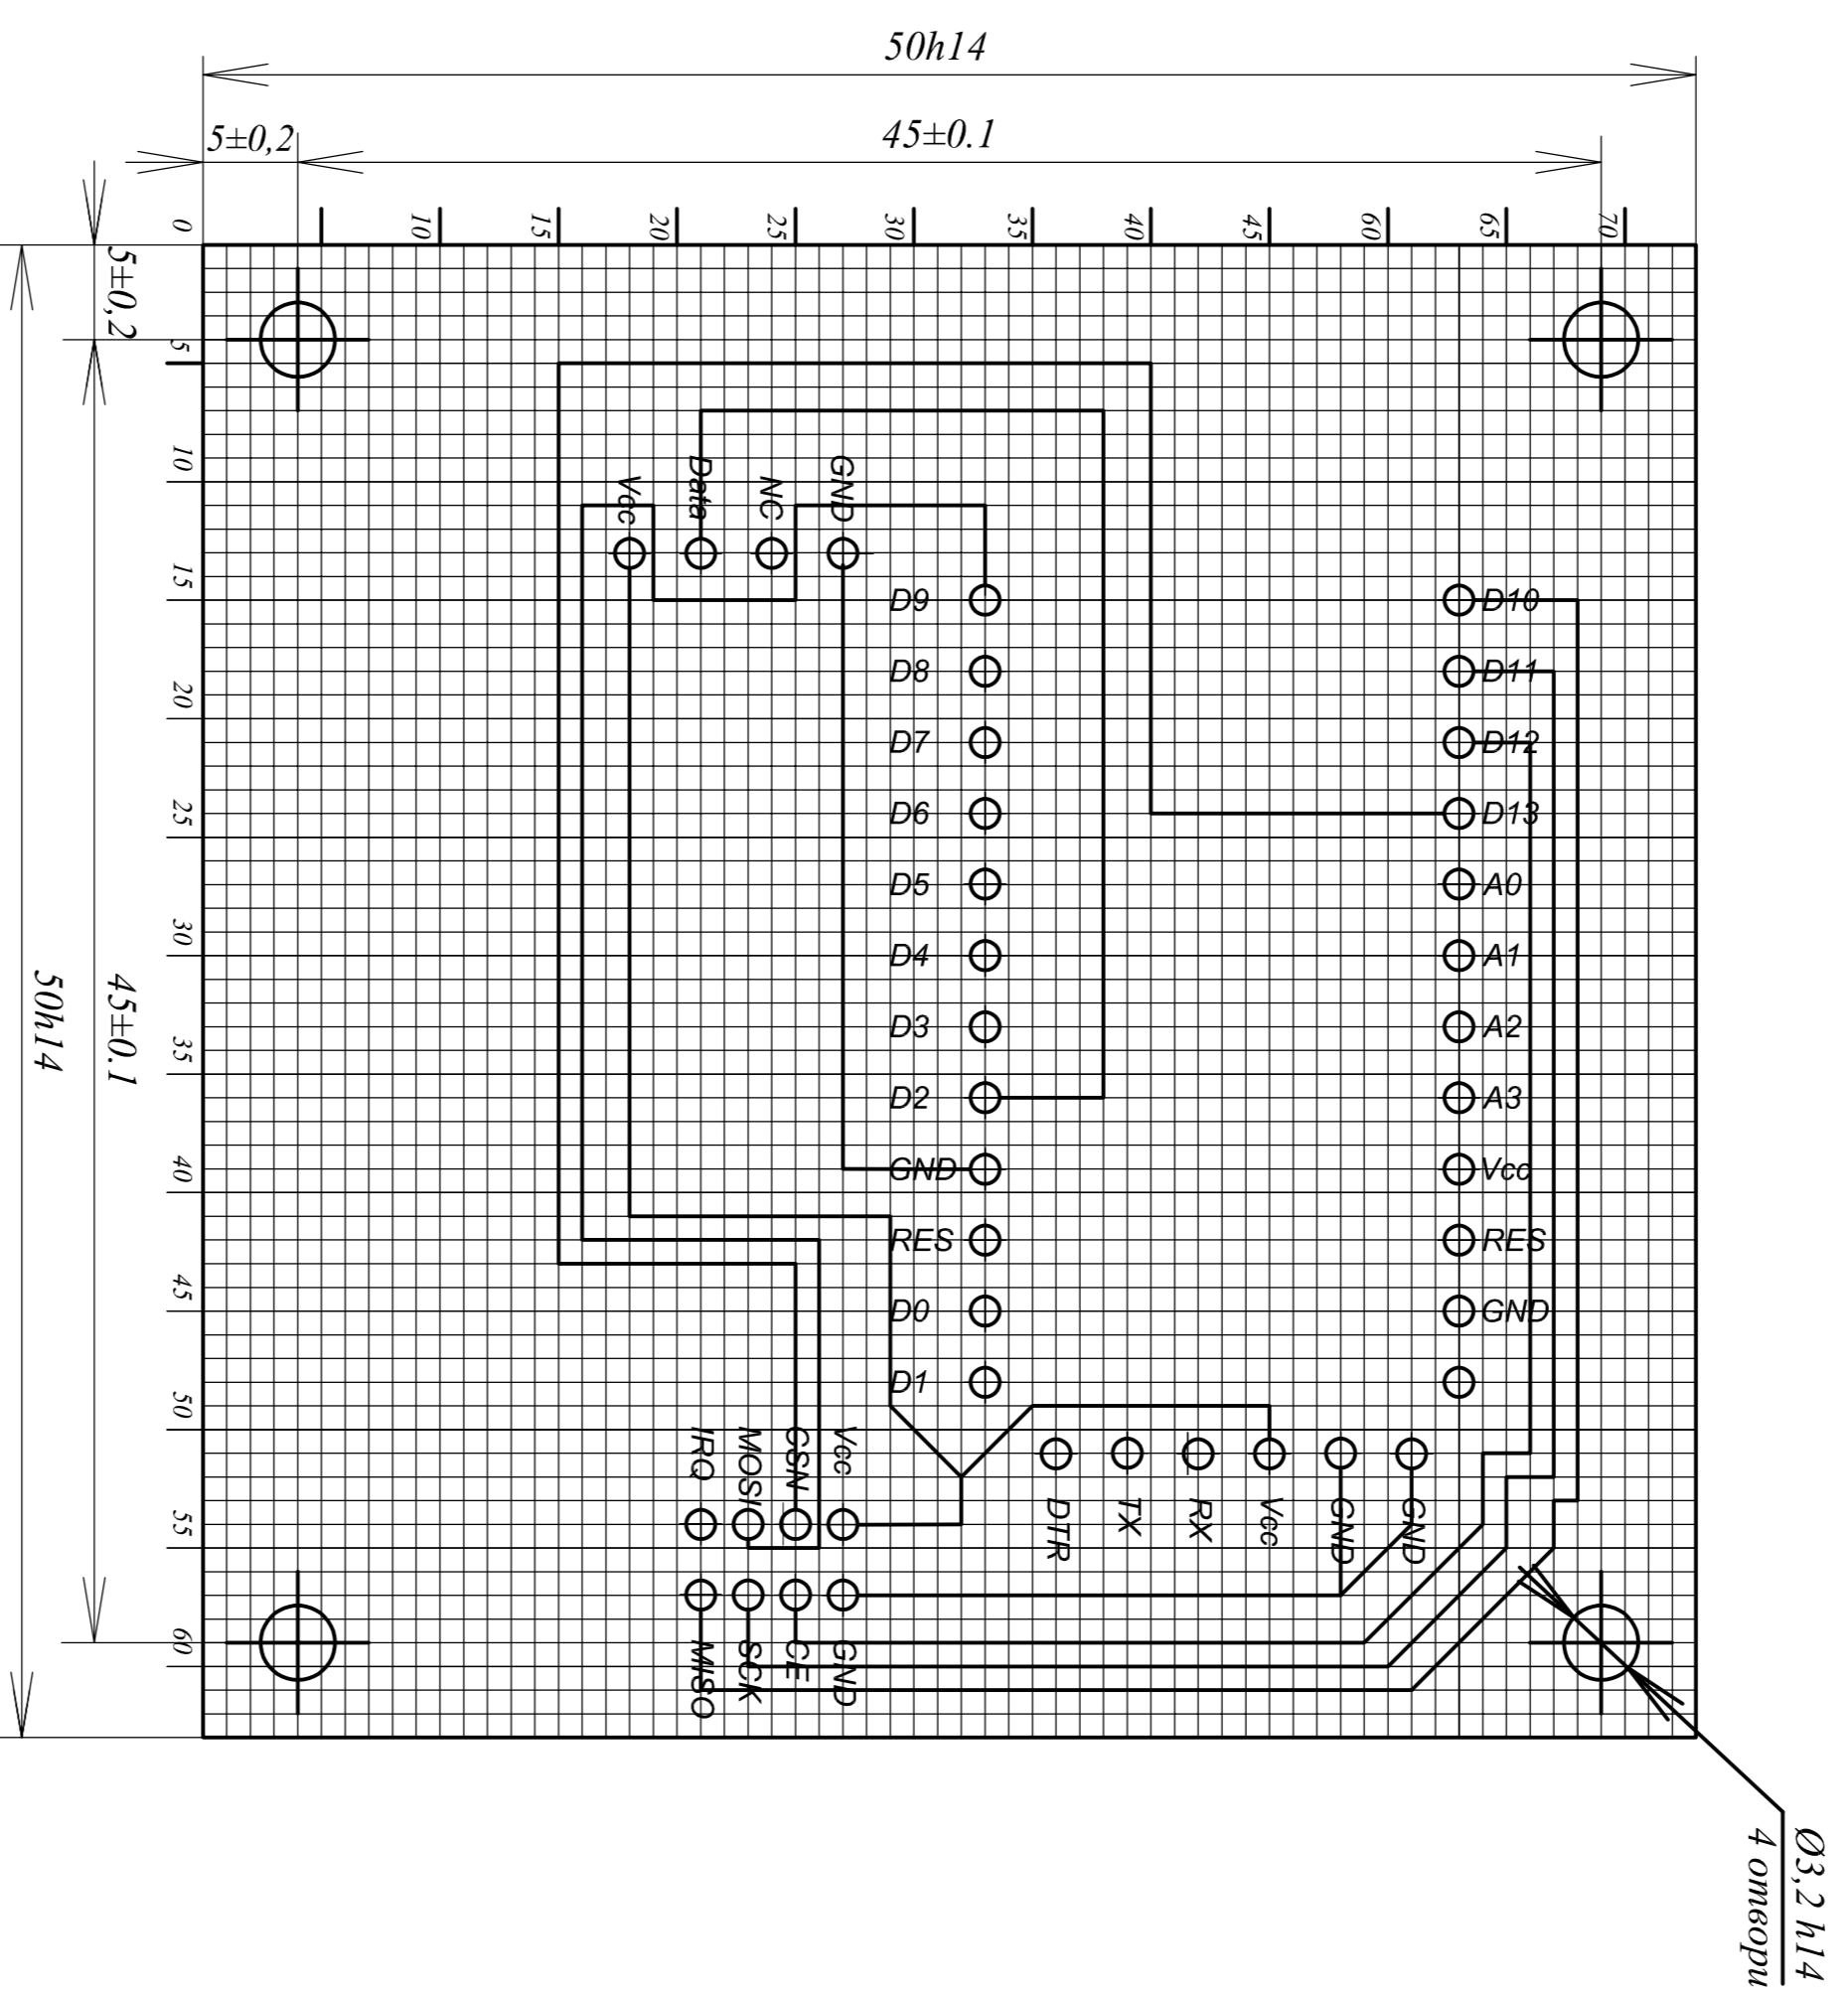 50h14
5±0,2
45±0.1
0
10
15
20
25
30
35
40
45
60
65
70
5±0,2
5
10
15
20
25
30
35
40
45
50
55
60
45±0.1
50h14
Vcc
Data
NC
GND
D9
D8
D7
D6
D5
D4
D3
D2
GND
RES
D0
D1
D10
D11
D12
D13
A0
A1
A2
A3
Vcc
RES
GND
IRQ
MOSI
CSN
Vcc
DTR
TX
RX
Vcc
GND
GND
MISO
SCK
CE
GND
Ø3,2 h14
4 отвори